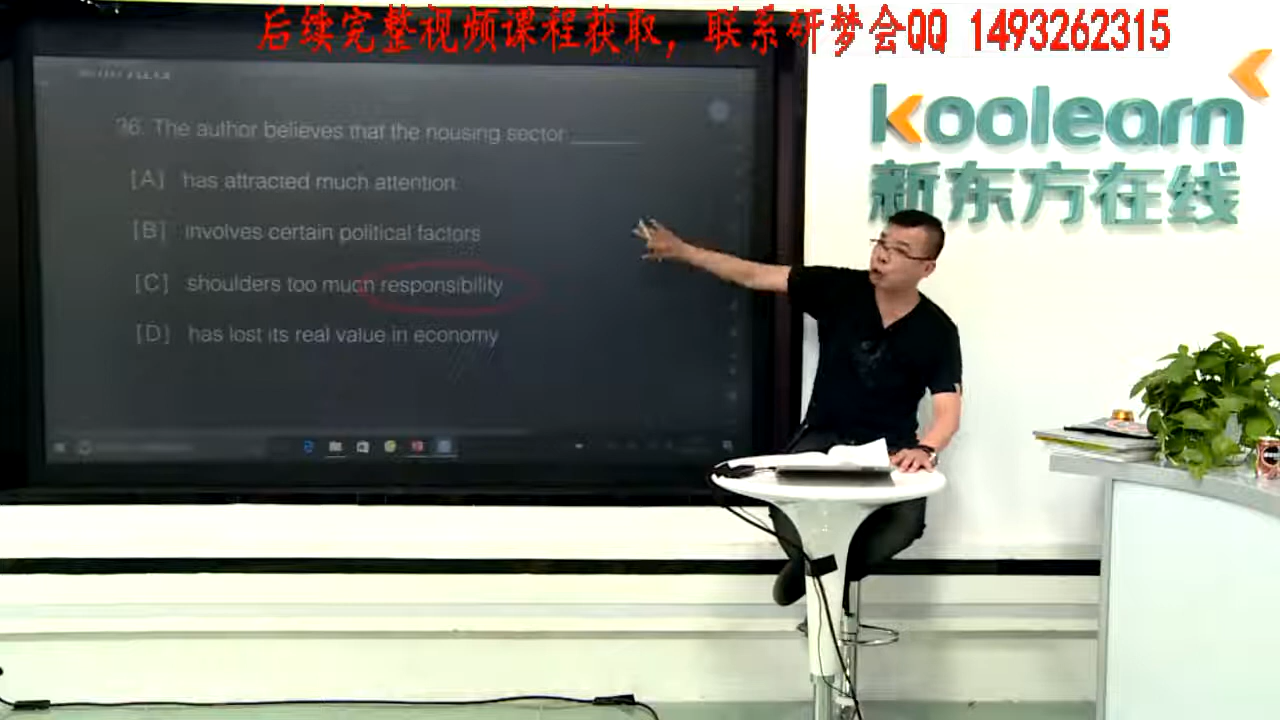 后续完整视频课程获取，联系研梦会QQ 1493262315
koolearn
新东方在线
36. The author believes that the housing sector ______
[A] has attracted much attention.
[B] involves certain political factors
[C] shoulders too much responsibility
[D] has lost its real value in economy